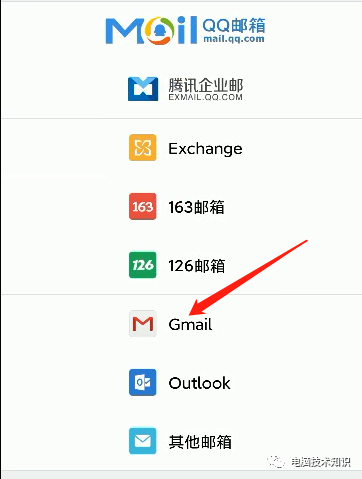 Mail QQ邮箱
mail.qq.com
腾讯企业邮
EXMAIL.QQ.COM
Exchange
163 163邮箱
126 126邮箱
Gmail
Outlook
其他邮箱
电脑技术知识